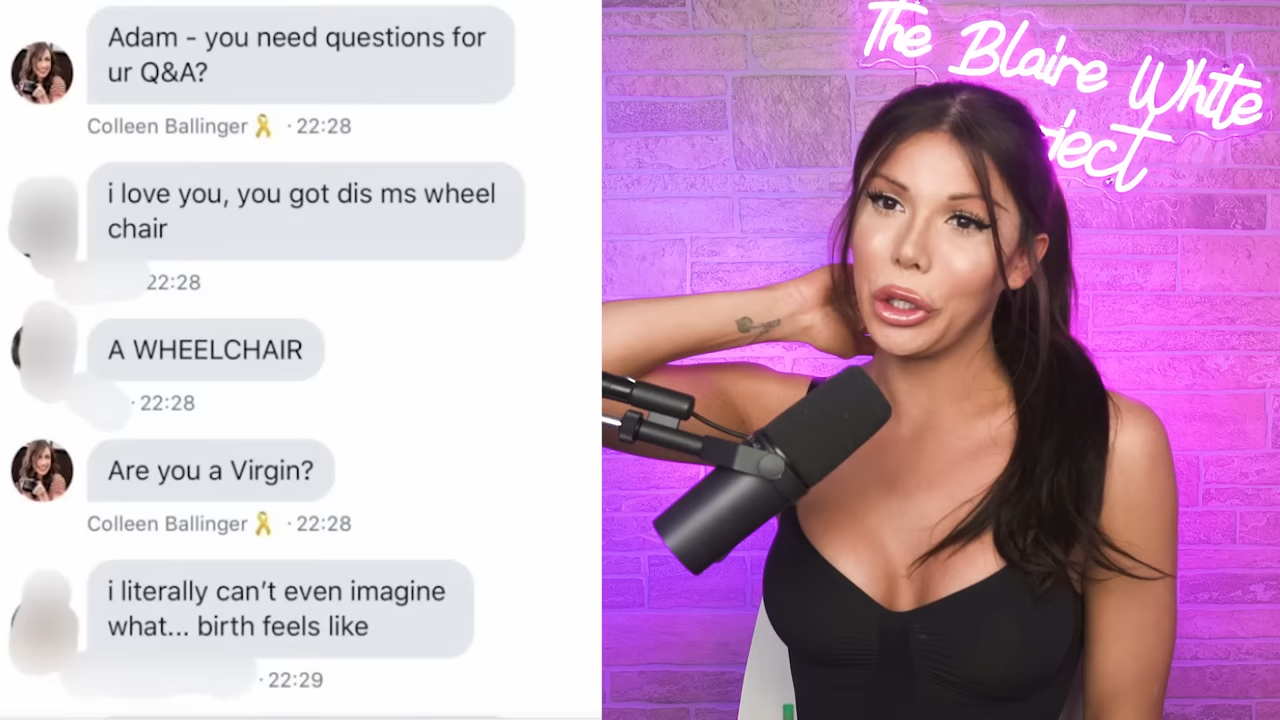 Adam - you need questions for
ur Q&A?
Colleen Ballinger 🎗 · 22:28
i love you, you got dis ms wheel
chair
22:28
A WHEELCHAIR
· 22:28
Are you a Virgin?
Colleen Ballinger 🎗 · 22:28
i literally can’t even imagine
what... birth feels like
· 22:29
The Blaire White
ject